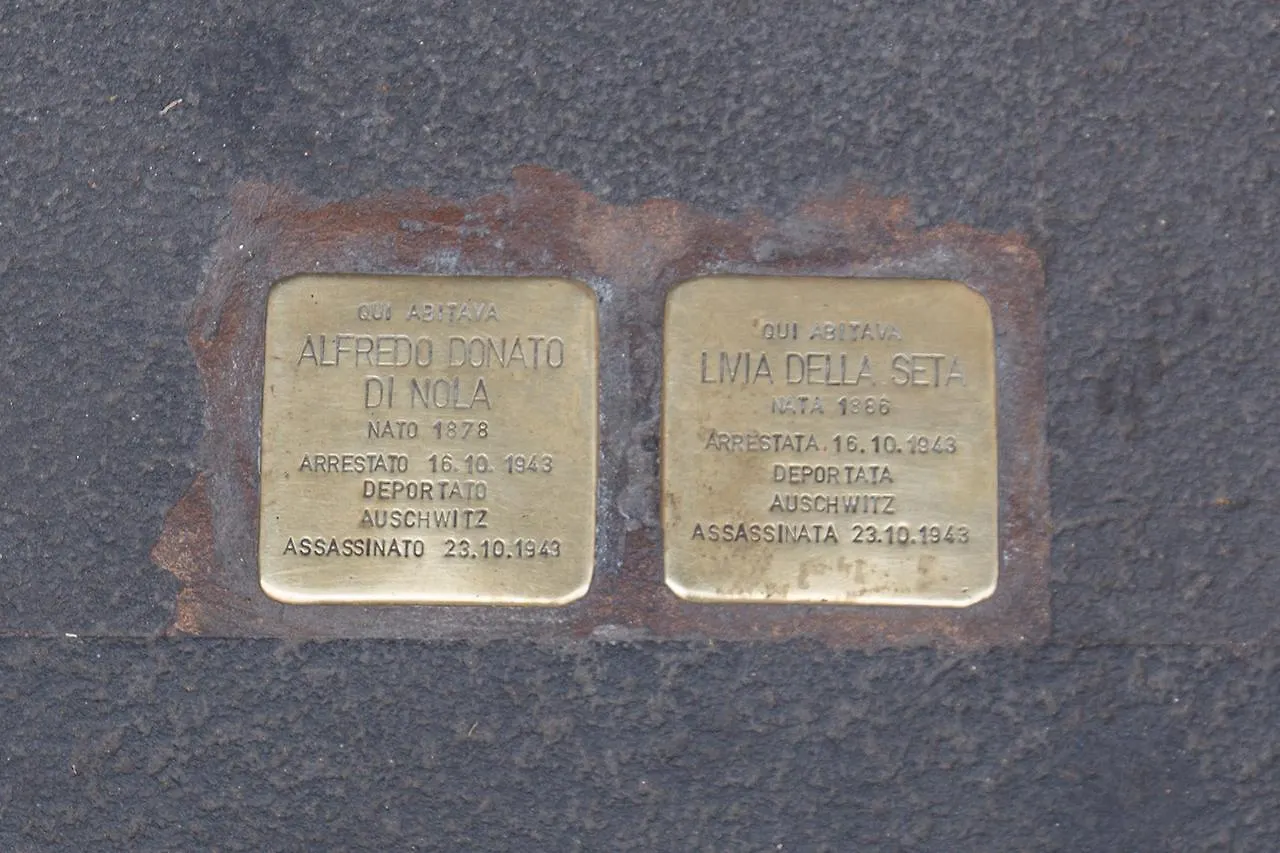 QUI ABITAVA
ALFREDO DONATO
DI NOLA
NATO 1878
ARRESTATO 16.10.1943
DEPORTATO
AUSCHWITZ
ASSASSINATO 23.10.1943
QUI ABITAVA
LIVIA DELLA SETA
NATA 1886
ARRESTATA 16.10.1943
DEPORTATA
AUSCHWITZ
ASSASSINATA 23.10.1943